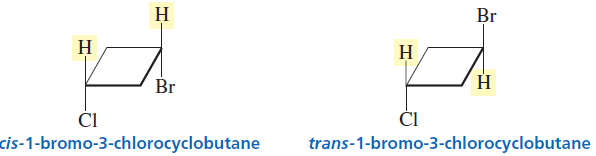 H
H
Br
Cl
cis-1-bromo-3-chlorocyclobutane
Br
H
H
Cl
trans-1-bromo-3-chlorocyclobutane